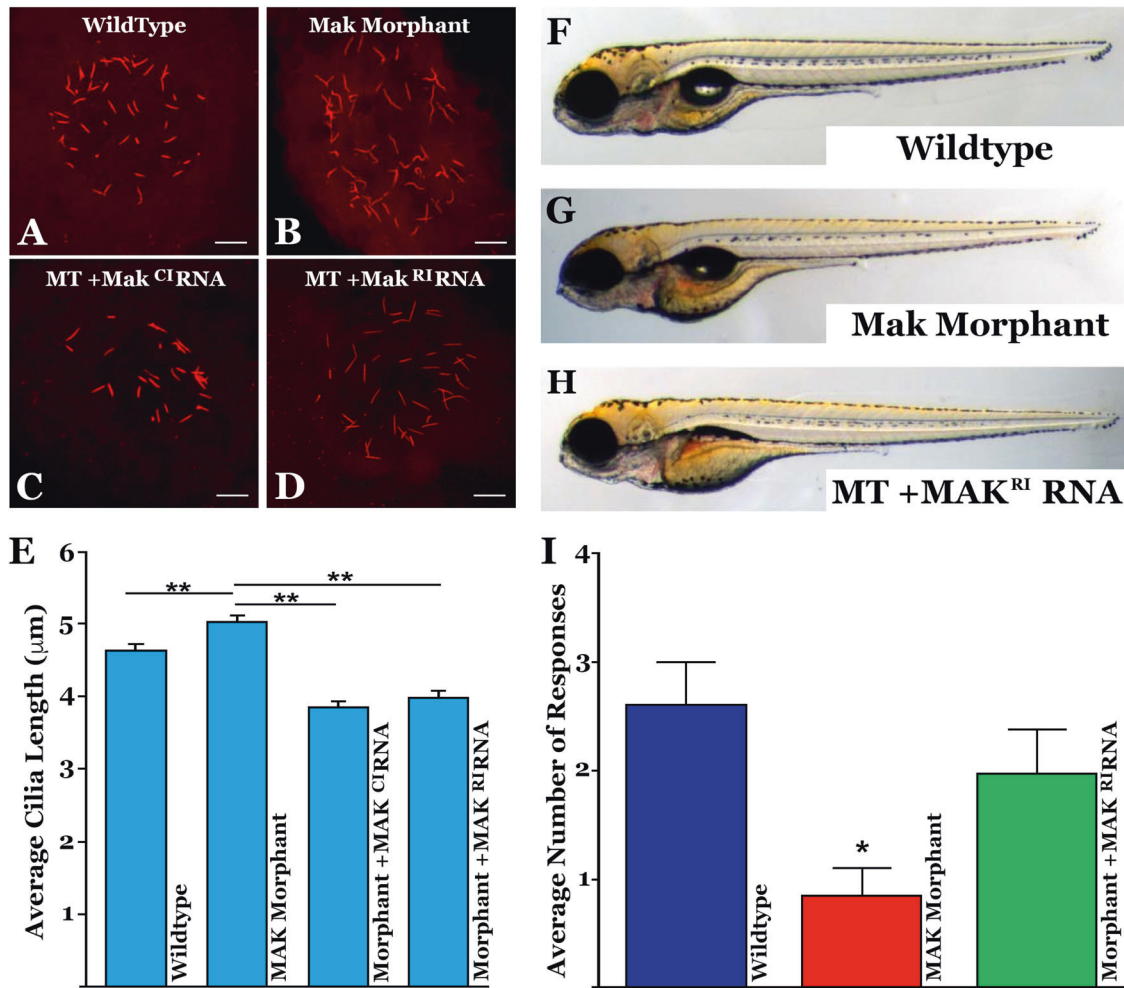 WildType
A
Mak Morphant
B
MT +Mak CI RNA
C
MT +Mak RI RNA
D
F
Wildtype
G
Mak Morphant
H
MT +MAK RI RNA
E
Average Cilia Length (μm)
6
5
4
3
2
1
**
**
**
Wildtype
MAK Morphant
Morphant +MAK CI RNA
Morphant +MAK RI RNA
I
Average Number of Responses
4
3
2
1
*
Wildtype
MAK Morphant
Morphant +MAK RI RNA